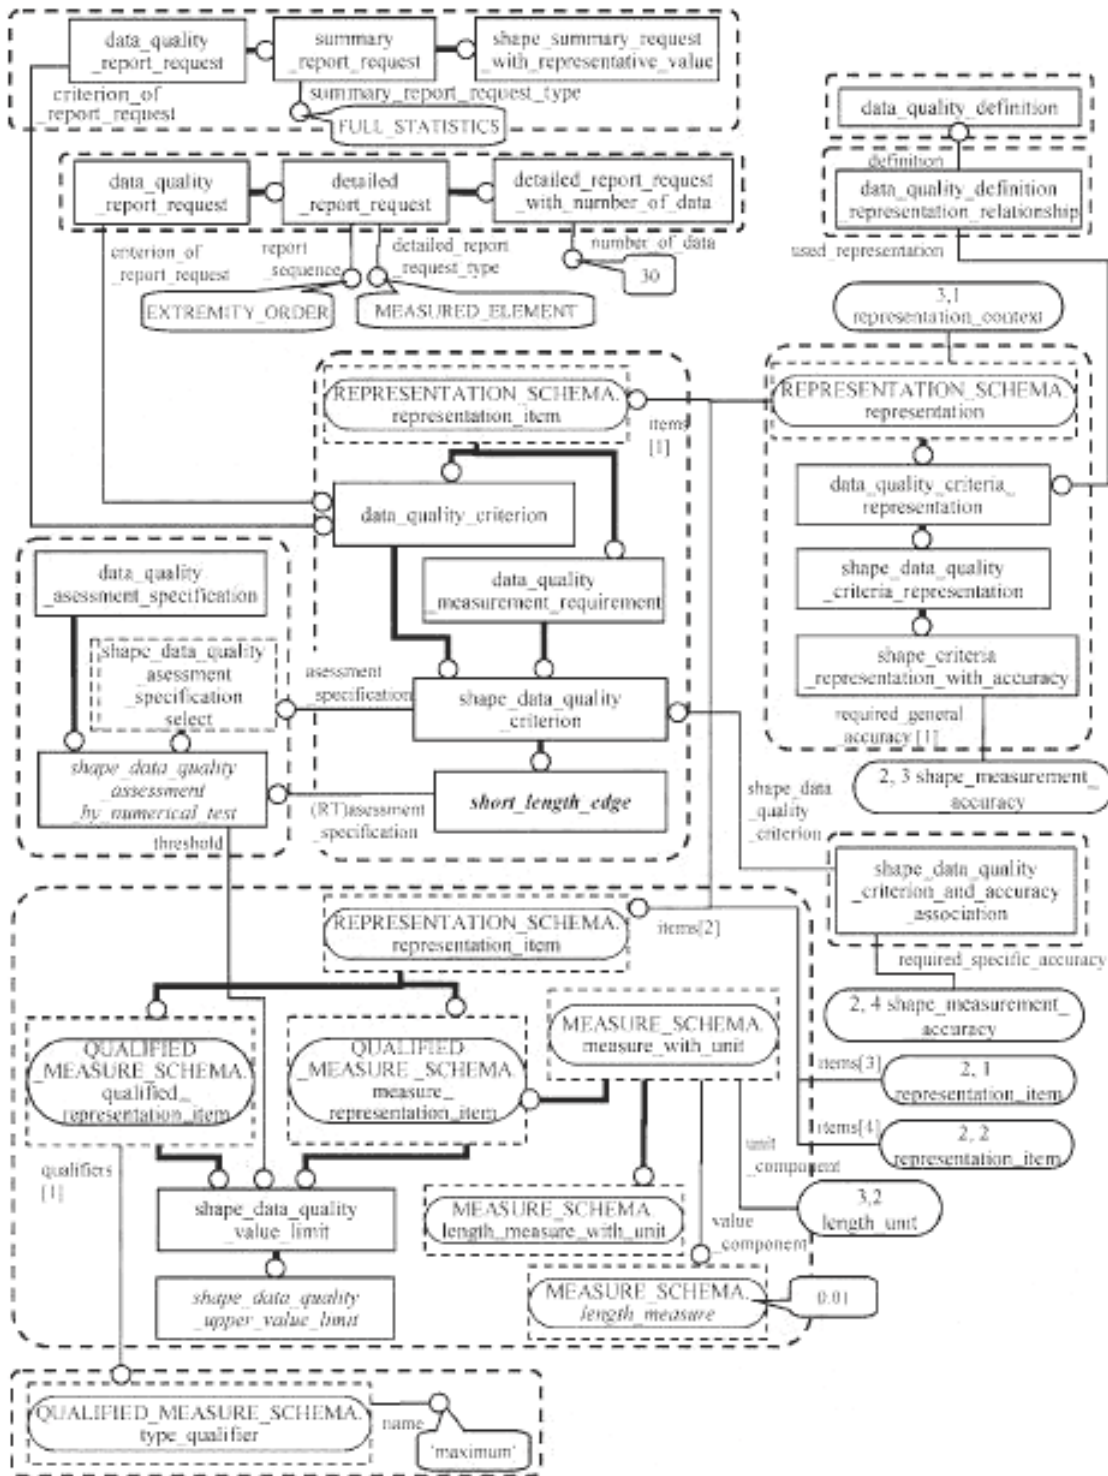 data_quality
_report_request
summary
_report_request
shape_summary_request
_with_representative_value
criterion_of
_report_request
summary_report_request_type
FULL_STATISTICS
data_quality_definition
definition
data_quality_definition
_representation_relationship
used_representation
data_quality
_report_request
detailed
_report_request
detailed_report_request
_with_number_of_data
criterion_of
_report_request
report
_sequence
detailed_report
_request_type
number_of_data
30
EXTREMITY_ORDER
MEASURED_ELEMENT
3,1
representation_context
REPRESENTATION_SCHEMA.
representation_item
items
[1]
REPRESENTATION_SCHEMA.
representation
data_quality_criterion
data_quality_criteria_
representation
data_quality
_asessment_specification
data_quality
_measurement_requirement
shape_data_quality
_criteria_representation
shape_data_quality
_asessment
_specification
_select
asessment
_specification
shape_data_quality
_criterion
shape_criteria
_representation_with_accuracy
required_general
_accuracy [1]
shape_data_quality
_assessment
_by_numerical_test
(RT)asessment
_specification
short_length_edge
shape_data
_quality
_criterion
2, 3 shape_measurement_
accuracy
threshold
shape_data_quality
_criterion_and_accuracy
_association
REPRESENTATION_SCHEMA.
representation_item
items[2]
required_specific_accuracy
2, 4 shape_measurement_
accuracy
QUALIFIED
_MEASURE_SCHEMA.
qualified_
representation_item
QUALIFIED
_MEASURE_SCHEMA.
measure_
representation_item
MEASURE_SCHEMA.
measure_with_unit
items[3]
2, 1
representation_item
items[4]
2, 2
representation_item
qualifiers
[1]
unit
_component
shape_data_quality
_value_limit
MEASURE_SCHEMA
length_measure_with_unit
value
_component
3,2
length_unit
shape_data_quality
_upper_value_limit
MEASURE_SCHEMA.
length_measure
0.01
QUALIFIED_MEASURE_SCHEMA.
type_qualifier
name
'maximum'